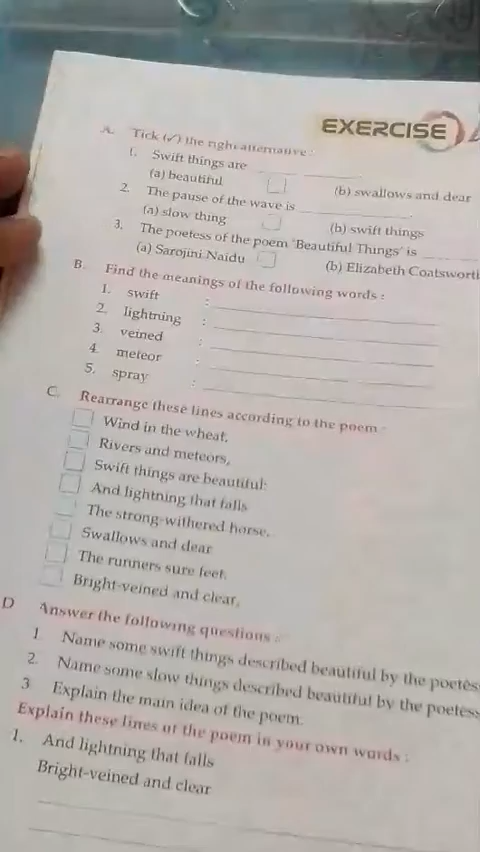 EXERCISE
A. Tick (✓) the right alternative :
1. Swift things are
(a) beautiful (b) swallows and dear
2. The pause of the wave is
(a) slow thing (b) swift things
3. The poetess of the poem 'Beautiful Things' is
(a) Sarojini Naidu (b) Elizabeth Coatsworth
B. Find the meanings of the following words :
1. swift :
2. lightning :
3. veined :
4. meteor :
5. spray :
C. Rearrange these lines according to the poem :
Wind in the wheat,
Rivers and meteors,
Swift things are beautiful:
And lightning that falls
The strong-withered horse,
Swallows and dear
The runners sure feet.
Bright-veined and clear,
D Answer the following questions :
1. Name some swift things described beautiful by the poetess
2. Name some slow things described beautiful by the poetess
3 Explain the main idea of the poem.
Explain these lines of the poem in your own words :
1. And lightning that falls
Bright-veined and clear